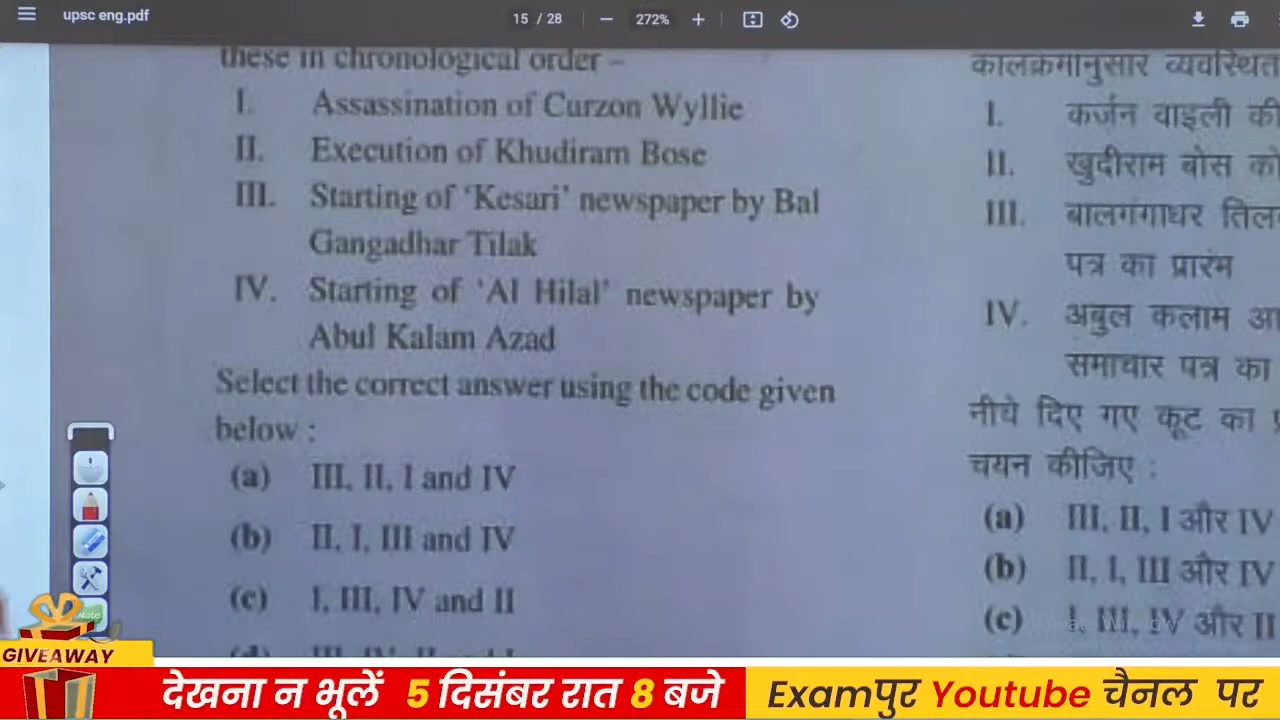 upsc eng.pdf
15 / 28
272%
these in chronological order –
I. Assassination of Curzon Wyllie
II. Execution of Khudiram Bose
III. Starting of ‘Kesari’ newspaper by Bal
Gangadhar Tilak
IV. Starting of ‘Al Hilal’ newspaper by
Abul Kalam Azad
Select the correct answer using the code given
below :
(a) III, II, I and IV
(b) II, I, III and IV
(c) I, III, IV and II
कालक्रमानुसार व्यवस्थित
I. कर्जन वाइली की
II. खुदीराम बोस को
III. बालगंगाधर
पत्र का प्रारंभ
IV. अबुल कलाम
समाचार पत्र का
नीचे दिए गए कूट का
चयन कीजिए :
(a) III, II, I और IV
(b) II, I, III और IV
(c) I, III, IV और II
Note
GIVEAWAY
देखना न भूलें 5 दिसंबर रात 8 बजे
Examपुर Youtube चैनल पर